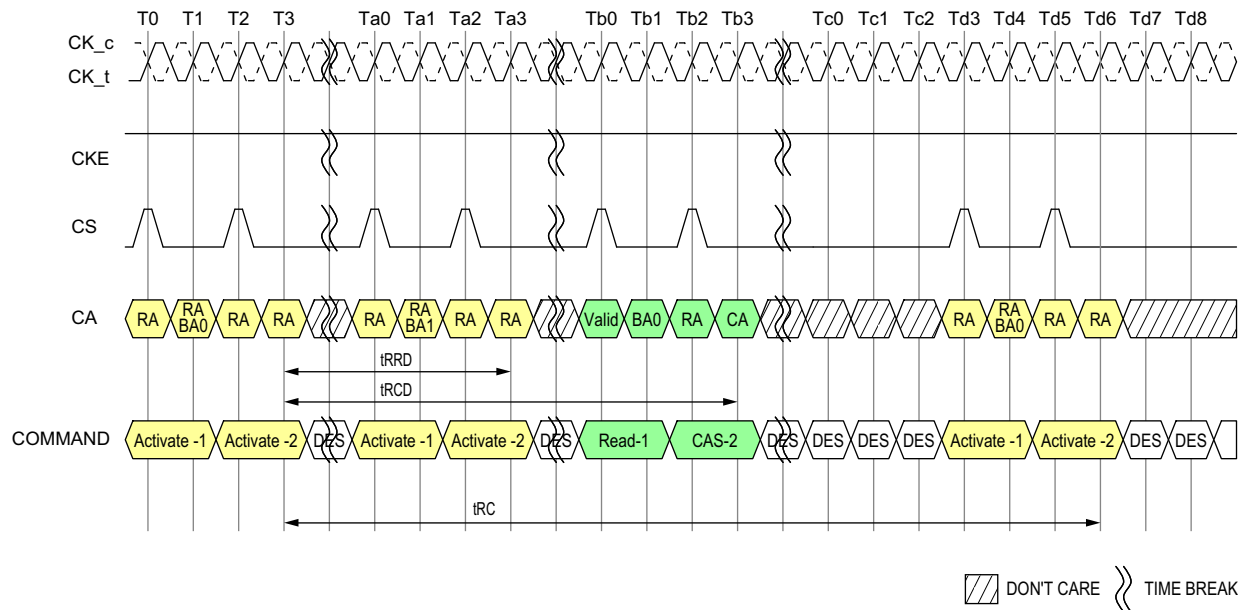 T0 T1 T2 T3 Ta0 Ta1 Ta2 Ta3 Tb0 Tb1 Tb2 Tb3 Tc0 Tc1 Tc2 Td3 Td4 Td5 Td6 Td7 Td8
CK_c
CK_t
CKE
CS
CA RA RA BA0 RA RA RA RA BA1 RA RA Valid BA0 RA CA RA RA BA0 RA RA
tRRD
tRCD
COMMAND Activate -1 Activate -2 DES Activate -1 Activate -2 DES Read-1 CAS-2 DES DES DES DES Activate -1 Activate -2 DES DES
tRC
DON'T CARE TIME BREAK